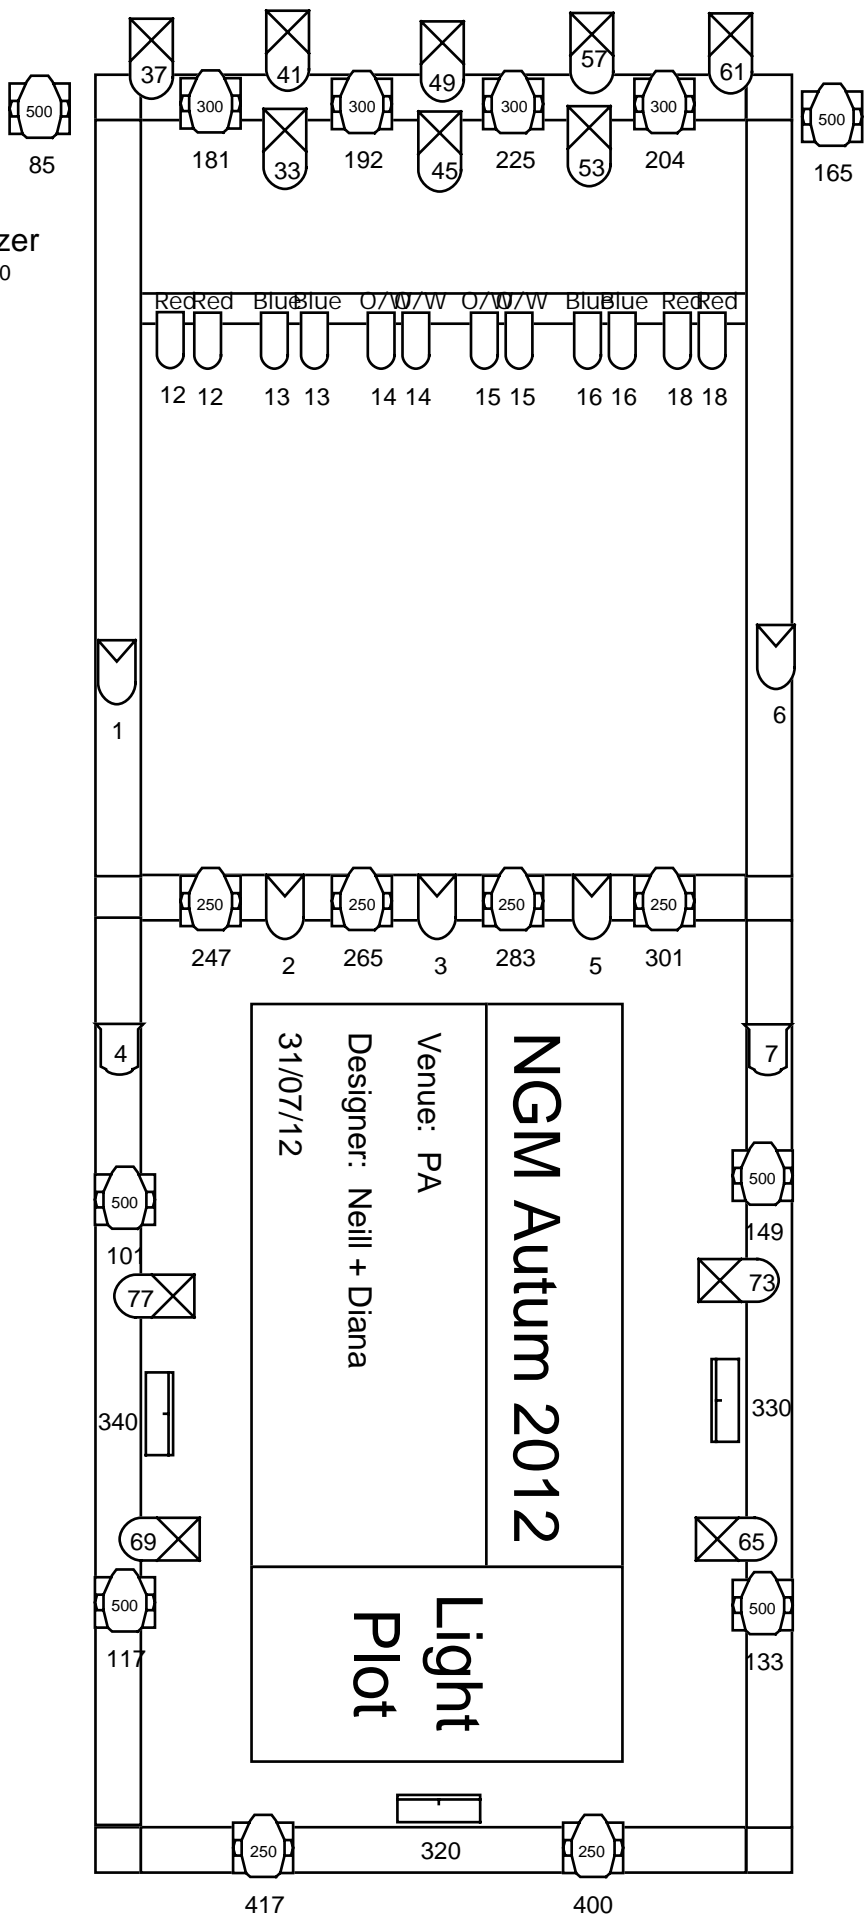 37 41 49 57 61
500 300 300 300 300 500
85 181 33 192 45 225 53 204 165
zer
0
Red Red Blue Blue O/W O/W O/W O/W Blue Blue Red Red
12 12 13 13 14 14 15 15 16 16 18 18
1 6
250 250 250 250
247 2 265 3 283 5 301
4 7
500 500
101 149
77 73
340 330
69 65
500 500
117 133
NGM Autum 2012
Venue: PA
Designer: Neill + Diana
31/07/12
Light
Plot
250 320 250
417 400